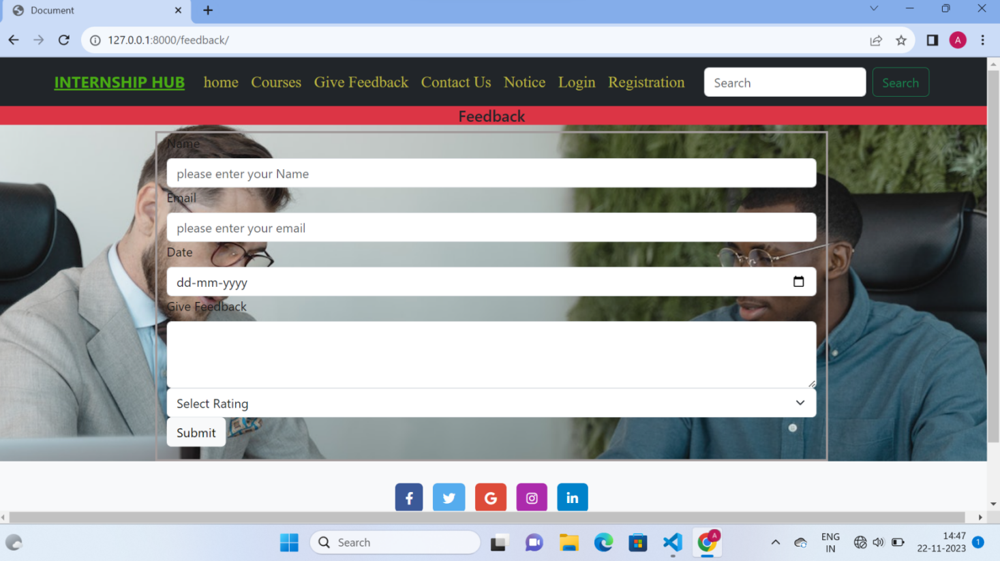 Document
127.0.0.1:8000/feedback/
A
INTERNSHIP HUB home Courses Give Feedback Contact Us Notice Login Registration Search Search
Feedback
Name
please enter your Name
Email
please enter your email
Date
dd-mm-yyyy
Give Feedback
Select Rating
Submit
f G in
Search
A
ENG
IN
14:47
22-11-2023
1